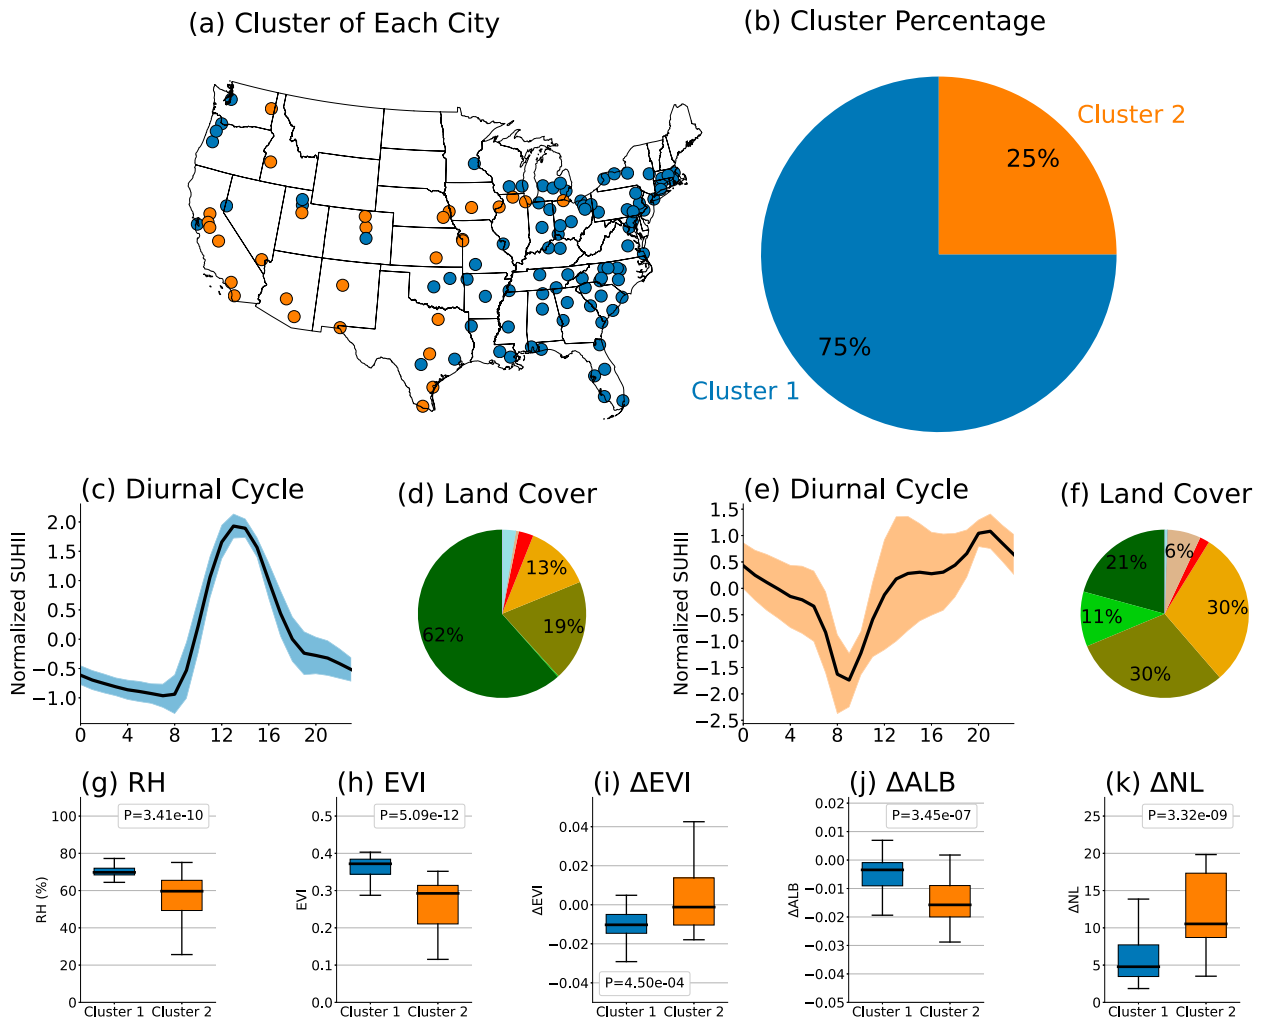 (a) Cluster of Each City
(b) Cluster Percentage
Cluster 2
25%
75%
Cluster 1
(c) Diurnal Cycle
Normalized SUHII
2.0
1.5
1.0
0.5
0.0
−0.5
−1.0
0 4 8 12 16 20
(d) Land Cover
13%
19%
62%
(e) Diurnal Cycle
Normalized SUHII
1.5
1.0
0.5
0.0
−0.5
−1.0
−1.5
−2.0
−2.5
0 4 8 12 16 20
(f) Land Cover
6%
21%
30%
11%
30%
(g) RH
RH (%)
100
80
60
40
20
0
P=3.41e-10
Cluster 1 Cluster 2
(h) EVI
EVI
0.5
0.4
0.3
0.2
0.1
0.0
P=5.09e-12
Cluster 1 Cluster 2
(i) ΔEVI
ΔEVI
0.04
0.02
0.00
−0.02
−0.04
P=4.50e-04
Cluster 1 Cluster 2
(j) ΔALB
ΔALB
0.02
0.01
0.00
−0.01
−0.02
−0.03
−0.04
−0.05
P=3.45e-07
Cluster 1 Cluster 2
(k) ΔNL
ΔNL
25
20
15
10
5
0
P=3.32e-09
Cluster 1 Cluster 2